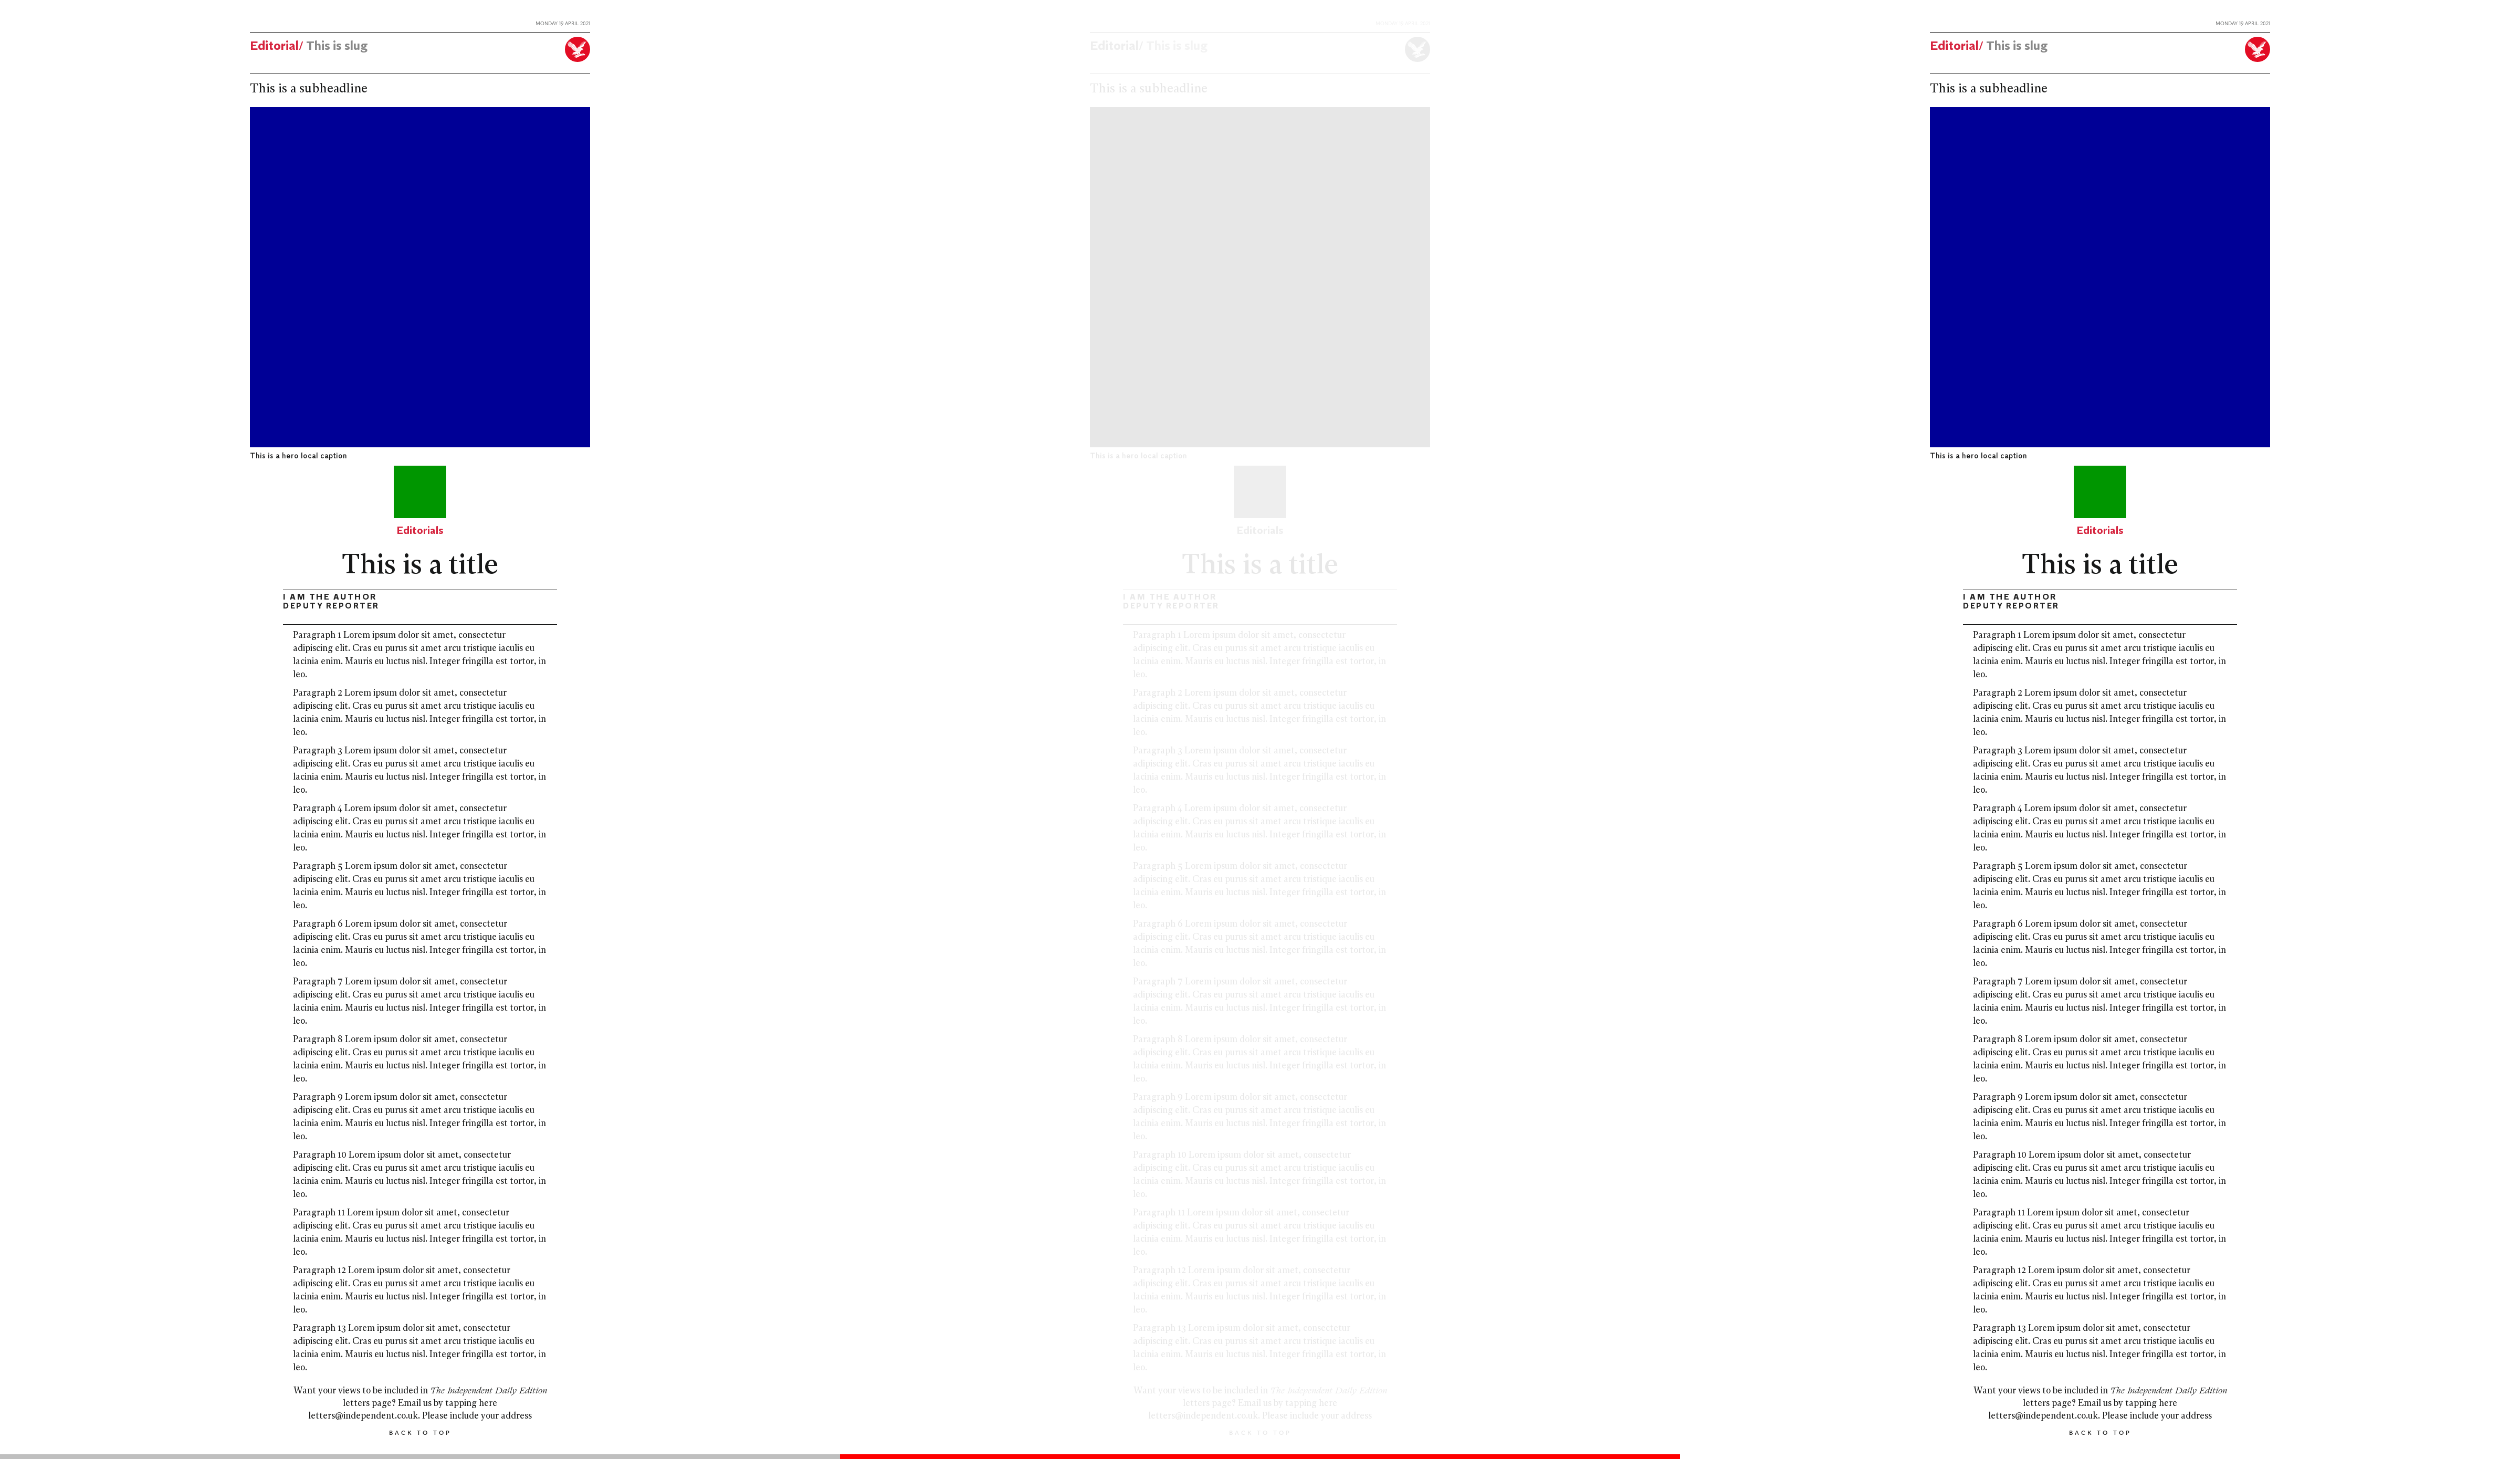 MONDAY 19 APRIL 2021
Editorial/ This is slug
This is a subheadline
This is a hero local caption
Editorials
This is a title
I AM THE AUTHOR
DEPUTY REPORTER
Paragraph 1 Lorem ipsum dolor sit amet, consectetur
adipiscing elit. Cras eu purus sit amet arcu tristique iaculis eu
lacinia enim. Mauris eu luctus nisl. Integer fringilla est tortor, in
leo.
Paragraph 2 Lorem ipsum dolor sit amet, consectetur
adipiscing elit. Cras eu purus sit amet arcu tristique iaculis eu
lacinia enim. Mauris eu luctus nisl. Integer fringilla est tortor, in
leo.
Paragraph 3 Lorem ipsum dolor sit amet, consectetur
adipiscing elit. Cras eu purus sit amet arcu tristique iaculis eu
lacinia enim. Mauris eu luctus nisl. Integer fringilla est tortor, in
leo.
Paragraph 4 Lorem ipsum dolor sit amet, consectetur
adipiscing elit. Cras eu purus sit amet arcu tristique iaculis eu
lacinia enim. Mauris eu luctus nisl. Integer fringilla est tortor, in
leo.
Paragraph 5 Lorem ipsum dolor sit amet, consectetur
adipiscing elit. Cras eu purus sit amet arcu tristique iaculis eu
lacinia enim. Mauris eu luctus nisl. Integer fringilla est tortor, in
leo.
Paragraph 6 Lorem ipsum dolor sit amet, consectetur
adipiscing elit. Cras eu purus sit amet arcu tristique iaculis eu
lacinia enim. Mauris eu luctus nisl. Integer fringilla est tortor, in
leo.
Paragraph 7 Lorem ipsum dolor sit amet, consectetur
adipiscing elit. Cras eu purus sit amet arcu tristique iaculis eu
lacinia enim. Mauris eu luctus nisl. Integer fringilla est tortor, in
leo.
Paragraph 8 Lorem ipsum dolor sit amet, consectetur
adipiscing elit. Cras eu purus sit amet arcu tristique iaculis eu
lacinia enim. Mauris eu luctus nisl. Integer fringilla est tortor, in
leo.
Paragraph 9 Lorem ipsum dolor sit amet, consectetur
adipiscing elit. Cras eu purus sit amet arcu tristique iaculis eu
lacinia enim. Mauris eu luctus nisl. Integer fringilla est tortor, in
leo.
Paragraph 10 Lorem ipsum dolor sit amet, consectetur
adipiscing elit. Cras eu purus sit amet arcu tristique iaculis eu
lacinia enim. Mauris eu luctus nisl. Integer fringilla est tortor, in
leo.
Paragraph 11 Lorem ipsum dolor sit amet, consectetur
adipiscing elit. Cras eu purus sit amet arcu tristique iaculis eu
lacinia enim. Mauris eu luctus nisl. Integer fringilla est tortor, in
leo.
Paragraph 12 Lorem ipsum dolor sit amet, consectetur
adipiscing elit. Cras eu purus sit amet arcu tristique iaculis eu
lacinia enim. Mauris eu luctus nisl. Integer fringilla est tortor, in
leo.
Paragraph 13 Lorem ipsum dolor sit amet, consectetur
adipiscing elit. Cras eu purus sit amet arcu tristique iaculis eu
lacinia enim. Mauris eu luctus nisl. Integer fringilla est tortor, in
leo.
Want your views to be included in The Independent Daily Edition
letters page? Email us by tapping here
letters@independent.co.uk. Please include your address
BACK TO TOP
MONDAY 19 APRIL 2021
Editorial/ This is slug
This is a subheadline
This is a hero local caption
Editorials
This is a title
I AM THE AUTHOR
DEPUTY REPORTER
Paragraph 1 Lorem ipsum dolor sit amet, consectetur
adipiscing elit. Cras eu purus sit amet arcu tristique iaculis eu
lacinia enim. Mauris eu luctus nisl. Integer fringilla est tortor, in
leo.
Paragraph 2 Lorem ipsum dolor sit amet, consectetur
adipiscing elit. Cras eu purus sit amet arcu tristique iaculis eu
lacinia enim. Mauris eu luctus nisl. Integer fringilla est tortor, in
leo.
Paragraph 3 Lorem ipsum dolor sit amet, consectetur
adipiscing elit. Cras eu purus sit amet arcu tristique iaculis eu
lacinia enim. Mauris eu luctus nisl. Integer fringilla est tortor, in
leo.
Paragraph 4 Lorem ipsum dolor sit amet, consectetur
adipiscing elit. Cras eu purus sit amet arcu tristique iaculis eu
lacinia enim. Mauris eu luctus nisl. Integer fringilla est tortor, in
leo.
Paragraph 5 Lorem ipsum dolor sit amet, consectetur
adipiscing elit. Cras eu purus sit amet arcu tristique iaculis eu
lacinia enim. Mauris eu luctus nisl. Integer fringilla est tortor, in
leo.
Paragraph 6 Lorem ipsum dolor sit amet, consectetur
adipiscing elit. Cras eu purus sit amet arcu tristique iaculis eu
lacinia enim. Mauris eu luctus nisl. Integer fringilla est tortor, in
leo.
Paragraph 7 Lorem ipsum dolor sit amet, consectetur
adipiscing elit. Cras eu purus sit amet arcu tristique iaculis eu
lacinia enim. Mauris eu luctus nisl. Integer fringilla est tortor, in
leo.
Paragraph 8 Lorem ipsum dolor sit amet, consectetur
adipiscing elit. Cras eu purus sit amet arcu tristique iaculis eu
lacinia enim. Mauris eu luctus nisl. Integer fringilla est tortor, in
leo.
Paragraph 9 Lorem ipsum dolor sit amet, consectetur
adipiscing elit. Cras eu purus sit amet arcu tristique iaculis eu
lacinia enim. Mauris eu luctus nisl. Integer fringilla est tortor, in
leo.
Paragraph 10 Lorem ipsum dolor sit amet, consectetur
adipiscing elit. Cras eu purus sit amet arcu tristique iaculis eu
lacinia enim. Mauris eu luctus nisl. Integer fringilla est tortor, in
leo.
Paragraph 11 Lorem ipsum dolor sit amet, consectetur
adipiscing elit. Cras eu purus sit amet arcu tristique iaculis eu
lacinia enim. Mauris eu luctus nisl. Integer fringilla est tortor, in
leo.
Paragraph 12 Lorem ipsum dolor sit amet, consectetur
adipiscing elit. Cras eu purus sit amet arcu tristique iaculis eu
lacinia enim. Mauris eu luctus nisl. Integer fringilla est tortor, in
leo.
Paragraph 13 Lorem ipsum dolor sit amet, consectetur
adipiscing elit. Cras eu purus sit amet arcu tristique iaculis eu
lacinia enim. Mauris eu luctus nisl. Integer fringilla est tortor, in
leo.
Want your views to be included in The Independent Daily Edition
letters page? Email us by tapping here
letters@independent.co.uk. Please include your address
BACK TO TOP
MONDAY 19 APRIL 2021
Editorial/ This is slug
This is a subheadline
This is a hero local caption
Editorials
This is a title
I AM THE AUTHOR
DEPUTY REPORTER
Paragraph 1 Lorem ipsum dolor sit amet, consectetur
adipiscing elit. Cras eu purus sit amet arcu tristique iaculis eu
lacinia enim. Mauris eu luctus nisl. Integer fringilla est tortor, in
leo.
Paragraph 2 Lorem ipsum dolor sit amet, consectetur
adipiscing elit. Cras eu purus sit amet arcu tristique iaculis eu
lacinia enim. Mauris eu luctus nisl. Integer fringilla est tortor, in
leo.
Paragraph 3 Lorem ipsum dolor sit amet, consectetur
adipiscing elit. Cras eu purus sit amet arcu tristique iaculis eu
lacinia enim. Mauris eu luctus nisl. Integer fringilla est tortor, in
leo.
Paragraph 4 Lorem ipsum dolor sit amet, consectetur
adipiscing elit. Cras eu purus sit amet arcu tristique iaculis eu
lacinia enim. Mauris eu luctus nisl. Integer fringilla est tortor, in
leo.
Paragraph 5 Lorem ipsum dolor sit amet, consectetur
adipiscing elit. Cras eu purus sit amet arcu tristique iaculis eu
lacinia enim. Mauris eu luctus nisl. Integer fringilla est tortor, in
leo.
Paragraph 6 Lorem ipsum dolor sit amet, consectetur
adipiscing elit. Cras eu purus sit amet arcu tristique iaculis eu
lacinia enim. Mauris eu luctus nisl. Integer fringilla est tortor, in
leo.
Paragraph 7 Lorem ipsum dolor sit amet, consectetur
adipiscing elit. Cras eu purus sit amet arcu tristique iaculis eu
lacinia enim. Mauris eu luctus nisl. Integer fringilla est tortor, in
leo.
Paragraph 8 Lorem ipsum dolor sit amet, consectetur
adipiscing elit. Cras eu purus sit amet arcu tristique iaculis eu
lacinia enim. Mauris eu luctus nisl. Integer fringilla est tortor, in
leo.
Paragraph 9 Lorem ipsum dolor sit amet, consectetur
adipiscing elit. Cras eu purus sit amet arcu tristique iaculis eu
lacinia enim. Mauris eu luctus nisl. Integer fringilla est tortor, in
leo.
Paragraph 10 Lorem ipsum dolor sit amet, consectetur
adipiscing elit. Cras eu purus sit amet arcu tristique iaculis eu
lacinia enim. Mauris eu luctus nisl. Integer fringilla est tortor, in
leo.
Paragraph 11 Lorem ipsum dolor sit amet, consectetur
adipiscing elit. Cras eu purus sit amet arcu tristique iaculis eu
lacinia enim. Mauris eu luctus nisl. Integer fringilla est tortor, in
leo.
Paragraph 12 Lorem ipsum dolor sit amet, consectetur
adipiscing elit. Cras eu purus sit amet arcu tristique iaculis eu
lacinia enim. Mauris eu luctus nisl. Integer fringilla est tortor, in
leo.
Paragraph 13 Lorem ipsum dolor sit amet, consectetur
adipiscing elit. Cras eu purus sit amet arcu tristique iaculis eu
lacinia enim. Mauris eu luctus nisl. Integer fringilla est tortor, in
leo.
Want your views to be included in The Independent Daily Edition
letters page? Email us by tapping here
letters@independent.co.uk. Please include your address
BACK TO TOP